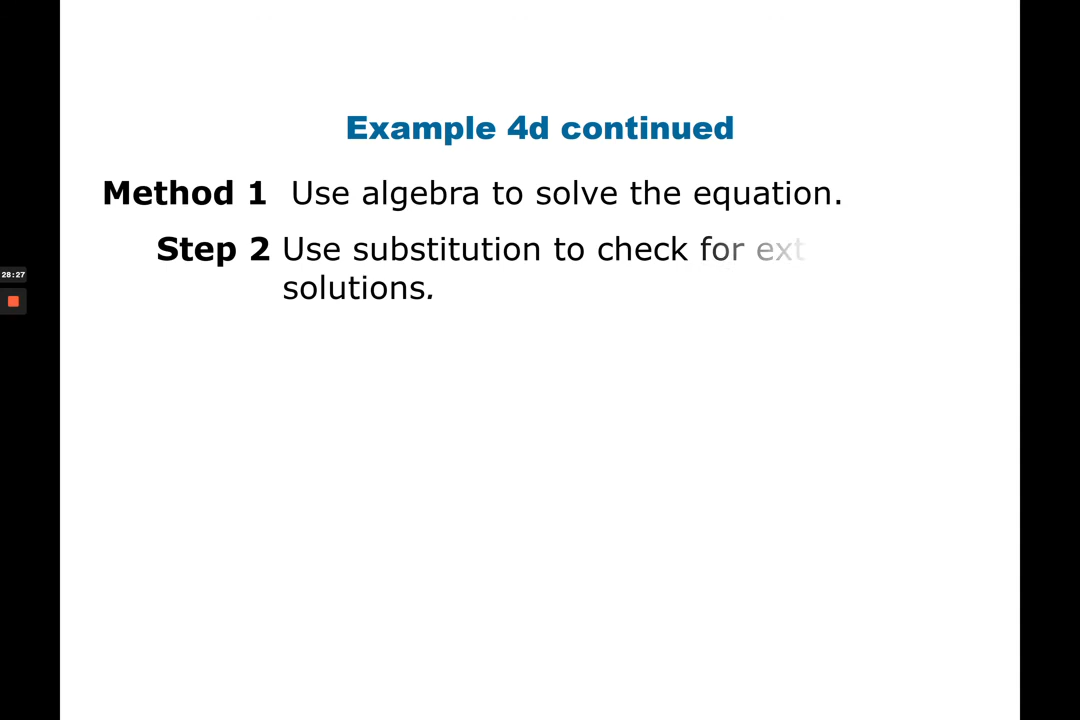 Example 4d continued
Method 1 Use algebra to solve the equation.
Step 2 Use substitution to check for ext
solutions.
28:27